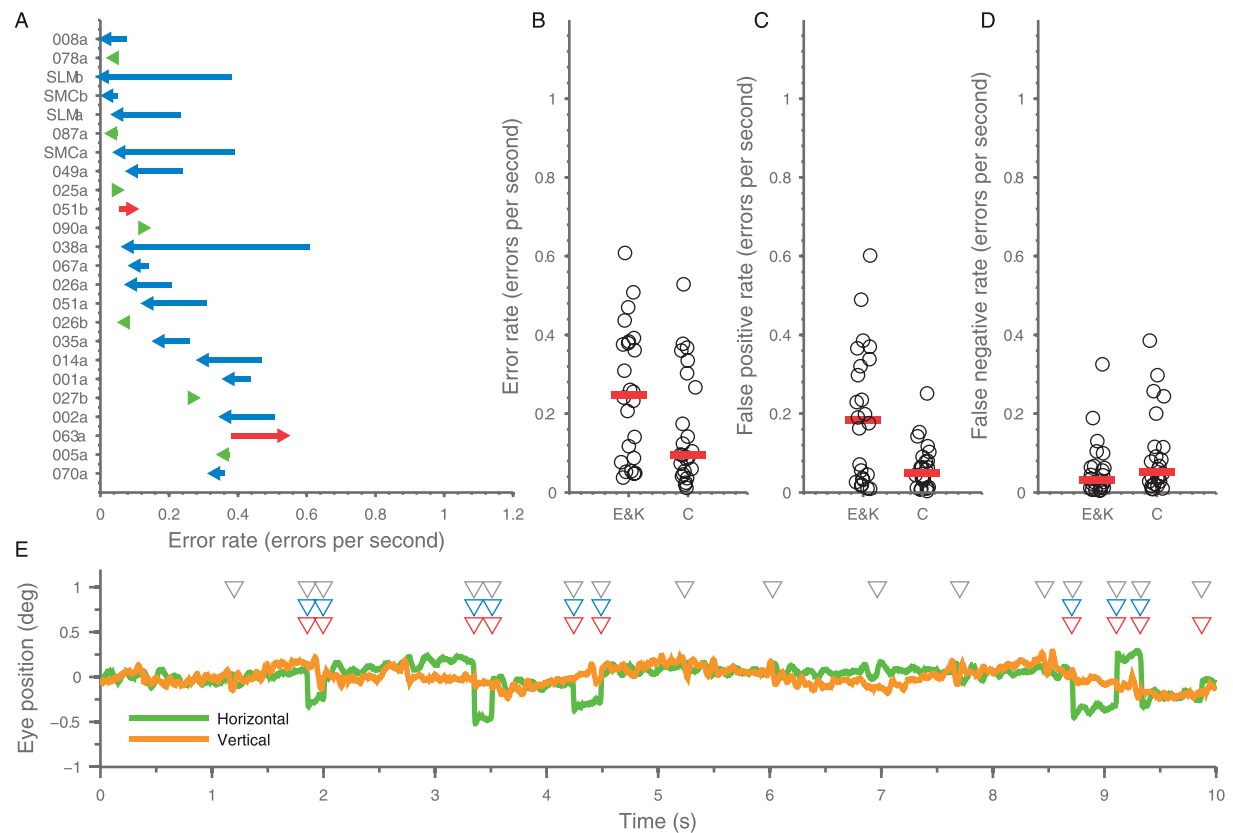 A
008a
078a
SLMb
SMCb
SLMa
087a
SMCa
049a
025a
051b
090a
038a
067a
026a
051a
026b
035a
014a
001a
027b
002a
063a
005a
070a
0 0.2 0.4 0.6 0.8 1 1.2
Error rate (errors per second)
B
Error rate (errors per second)
1
0.8
0.6
0.4
0.2
0
E&K C
C
False positive rate (errors per second)
1
0.8
0.6
0.4
0.2
0
E&K C
D
False negative rate (errors per second)
1
0.8
0.6
0.4
0.2
0
E&K C
E
Eye position (deg)
1
0.5
0
−0.5
−1
Horizontal
Vertical
0 1 2 3 4 5 6 7 8 9 10
Time (s)